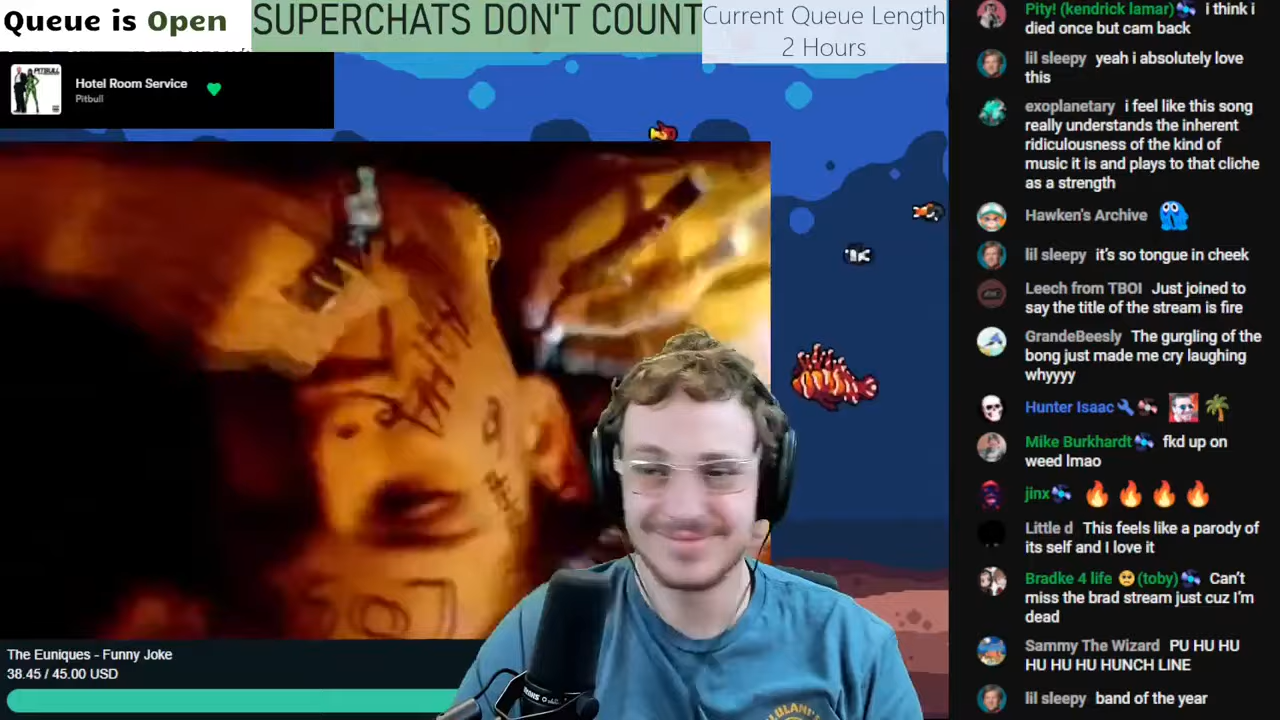 Queue is Open
SUPERCHATS DON'T COUNT
Current Queue Length
2 Hours
PITBULL
Hotel Room Service
Pitbull
HAHA
HAHA
The Euniques - Funny Joke
38.45 / 45.00 USD
Pity! (kendrick lamar) i think i
died once but cam back
lil sleepy yeah i absolutely love
this
exoplanetary i feel like this song
really understands the inherent
ridiculousness of the kind of
music it is and plays to that cliche
as a strength
Hawken's Archive
lil sleepy it's so tongue in cheek
Leech from TBOI Just joined to
say the title of the stream is fire
GrandeBeesly The gurgling of the
bong just made me cry laughing
whyyyy
Hunter Isaac
Mike Burkhardt fkd up on
weed lmao
jinx
Little d This feels like a parody of
its self and I love it
Bradke 4 life 🥺(toby) Can't
miss the brad stream just cuz I'm
dead
Sammy The Wizard PU HU HU
HU HU HU HUNCH LINE
lil sleepy band of the year